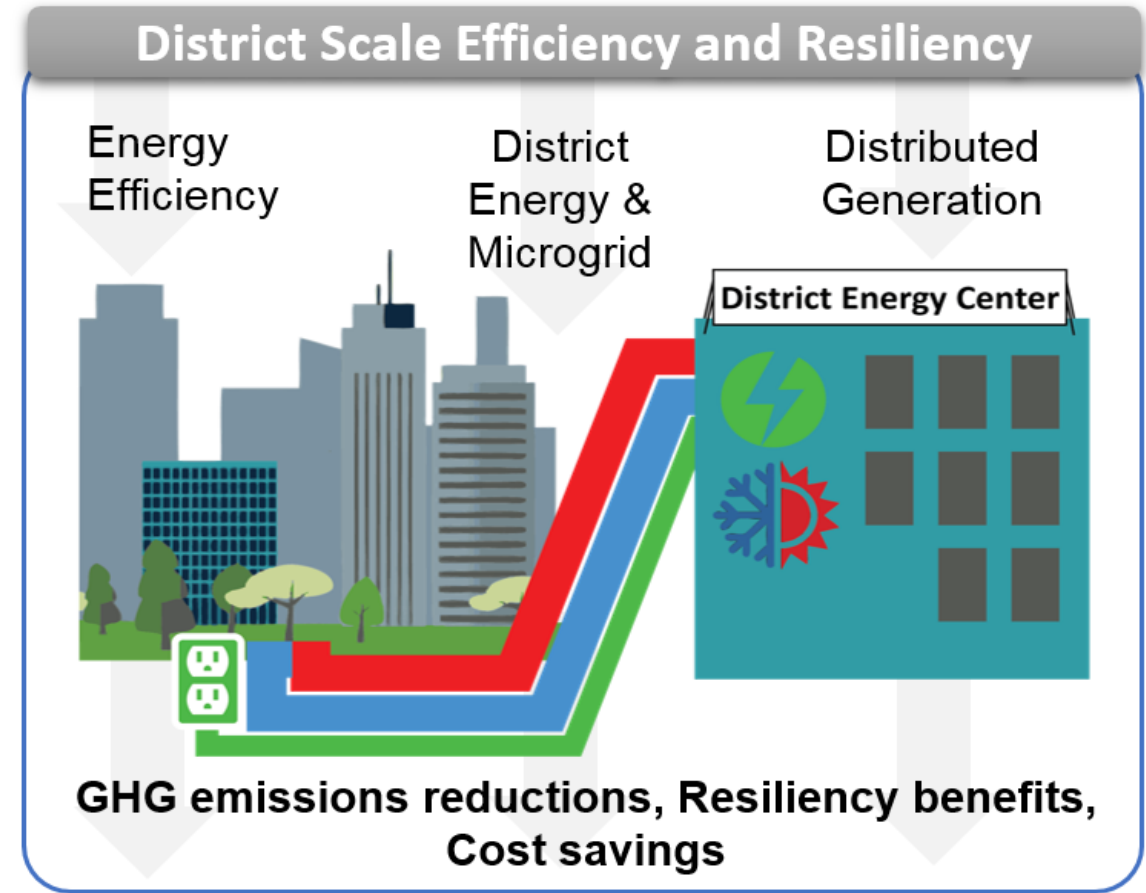 District Scale Efficiency and Resiliency
Energy
Efficiency
District
Energy &
Microgrid
Distributed
Generation
District Energy Center
GHG emissions reductions, Resiliency benefits,
Cost savings